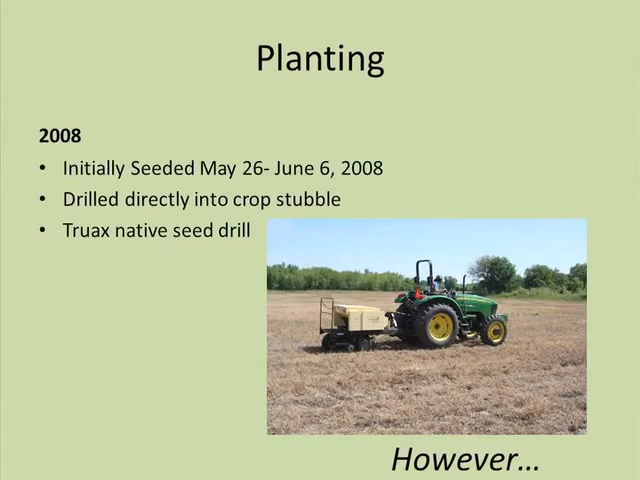 Planting
2008
• Initially Seeded May 26- June 6, 2008
• Drilled directly into crop stubble
• Truax native seed drill
However…